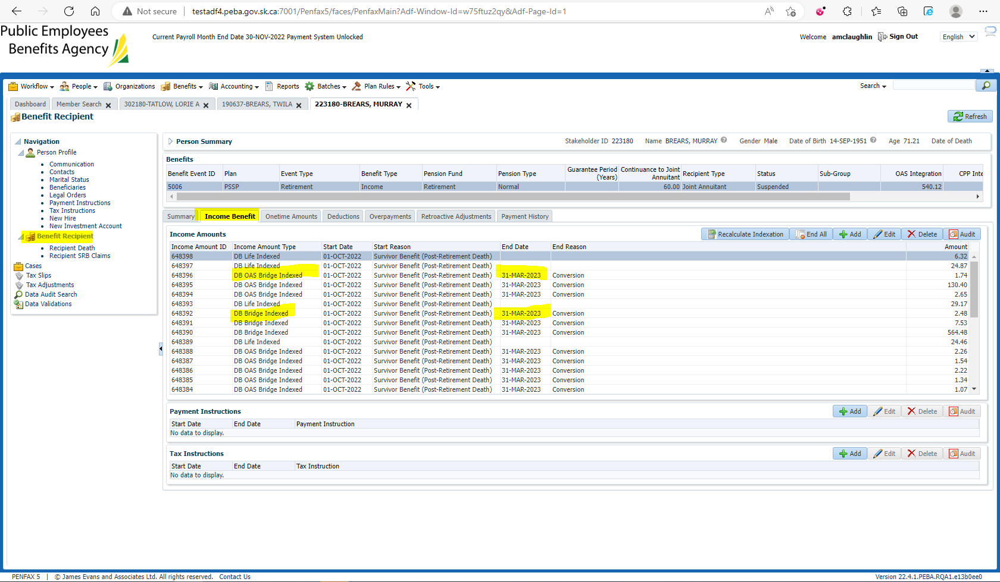 Not secure | testadf4.peba.gov.sk.ca:7001/Penfax5/faces/PenfaxMain?Adf-Window-Id=w75ftuz2qy&Adf-Page-Id=1
Public Employees
Benefits Agency
Current Payroll Month End Date 30-NOV-2022 Payment System Unlocked
Welcome amclaughlin Sign Out English
Workflow People Organizations Benefits Accounting Reports Batches Plan Rules Tools Search
Dashboard Member Search 302180-TATLOW, LORIE A 190637-BREARS, TWILA 223180-BREARS, MURRAY
Benefit Recipient Refresh
Navigation
Person Profile
Communication
Contacts
Marital Status
Beneficiaries
Legal Orders
Payment Instructions
Tax Instructions
New Hire
New Investment Account
Benefit Recipient
Recipient Death
Recipient SRB Claims
Cases
Tax Slips
Tax Adjustments
Data Audit Search
Data Validations
Person Summary Stakeholder ID 223180 Name BREARS, MURRAY Gender Male Date of Birth 14-SEP-1951 Age 71.21 Date of Death
Benefits
Benefit Event ID Plan Event Type Benefit Type Pension Fund Pension Type Guarantee Period (Years) Continuance to Joint Annuitant Recipient Type Status Sub-Group OAS Integration CPP Inte
5006 PSSP Retirement Income Retirement Normal 60.00 Joint Annuitant Suspended 540.12
Summary Income Benefit Onetime Amounts Deductions Overpayments Retroactive Adjustments Payment History
Income Amounts Recalculate Indexation End All Add Edit Delete Audit
Income Amount ID Income Amount Type Start Date Start Reason End Date End Reason Amount
648398 DB Life Indexed 01-OCT-2022 Survivor Benefit (Post-Retirement Death) 6.32
648397 DB Life Indexed 01-OCT-2022 Survivor Benefit (Post-Retirement Death) 24.87
648396 DB OAS Bridge Indexed 01-OCT-2022 Survivor Benefit (Post-Retirement Death) 31-MAR-2023 Conversion 1.74
648395 DB OAS Bridge Indexed 01-OCT-2022 Survivor Benefit (Post-Retirement Death) 31-MAR-2023 Conversion 130.40
648394 DB OAS Bridge Indexed 01-OCT-2022 Survivor Benefit (Post-Retirement Death) 31-MAR-2023 Conversion 2.65
648393 DB Life Indexed 01-OCT-2022 Survivor Benefit (Post-Retirement Death) 29.17
648392 DB Bridge Indexed 01-OCT-2022 Survivor Benefit (Post-Retirement Death) 31-MAR-2023 Conversion 2.48
648391 DB Bridge Indexed 01-OCT-2022 Survivor Benefit (Post-Retirement Death) 31-MAR-2023 Conversion 7.53
648390 DB Bridge Indexed 01-OCT-2022 Survivor Benefit (Post-Retirement Death) 31-MAR-2023 Conversion 564.48
648389 DB Life Indexed 01-OCT-2022 Survivor Benefit (Post-Retirement Death) 24.46
648388 DB OAS Bridge Indexed 01-OCT-2022 Survivor Benefit (Post-Retirement Death) 31-MAR-2023 Conversion 2.26
648387 DB OAS Bridge Indexed 01-OCT-2022 Survivor Benefit (Post-Retirement Death) 31-MAR-2023 Conversion 1.54
648386 DB OAS Bridge Indexed 01-OCT-2022 Survivor Benefit (Post-Retirement Death) 31-MAR-2023 Conversion 2.22
648385 DB OAS Bridge Indexed 01-OCT-2022 Survivor Benefit (Post-Retirement Death) 31-MAR-2023 Conversion 1.34
648384 DB OAS Bridge Indexed 01-OCT-2022 Survivor Benefit (Post-Retirement Death) 31-MAR-2023 Conversion 1.07
Payment Instructions Add Edit Delete Audit
Start Date End Date Payment Instruction
No data to display.
Tax Instructions Add Edit Delete Audit
Start Date End Date Tax Instruction
No data to display.
PENFAX 5 | © James Evans and Associates Ltd. All rights reserved. Contact Us Version 22.4.1.PEBA.RQA1.e13b0ee0